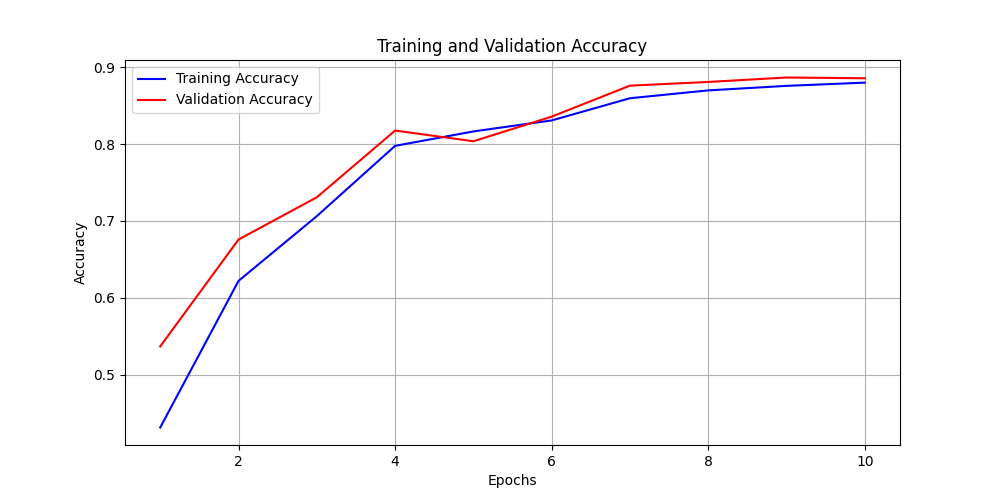 Training and Validation Accuracy
Training Accuracy
Validation Accuracy
Accuracy
0.9
0.8
0.7
0.6
0.5
2 4 6 8 10
Epochs